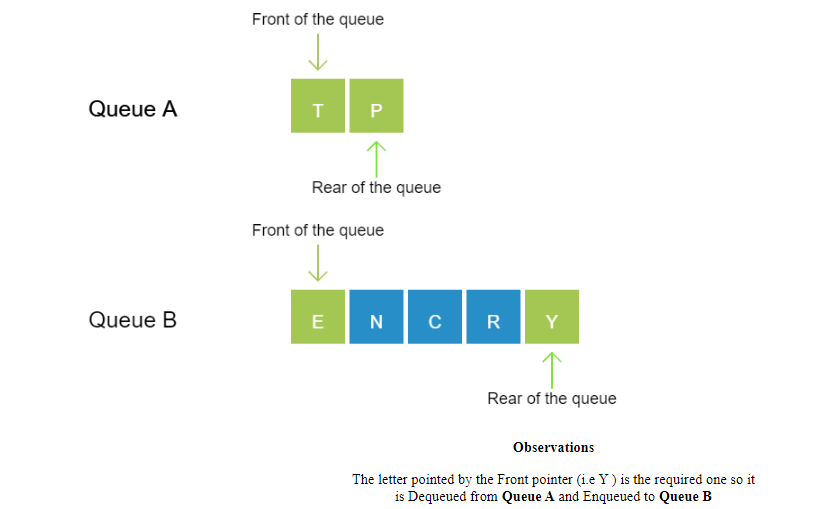 Front of the queue
Queue A
T P
Rear of the queue
Front of the queue
Queue B
E N C R Y
Rear of the queue
Observations
The letter pointed by the Front pointer (i.e Y ) is the required one so it
is Dequeued from Queue A and Enqueued to Queue B